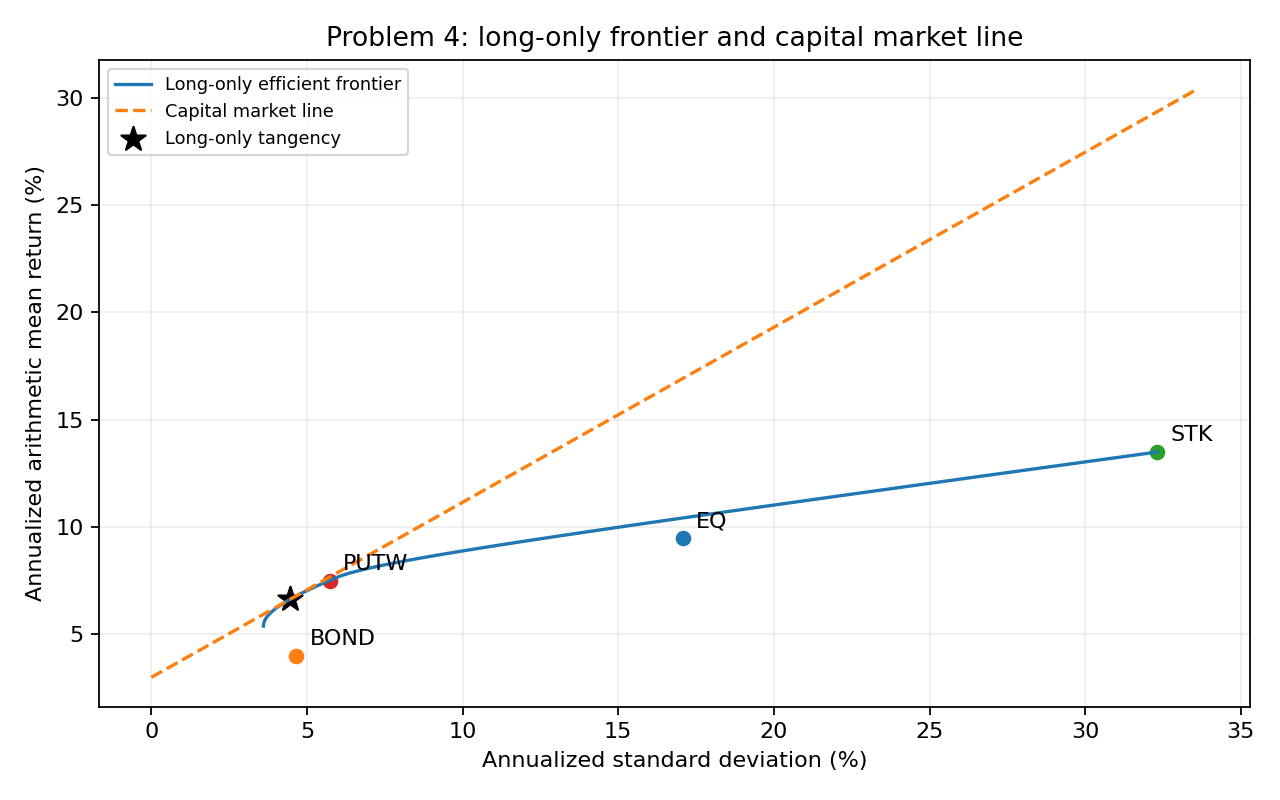 Problem 4: long-only frontier and capital market line
Long-only efficient frontier
Capital market line
Long-only tangency
30
25
20
15
10
5
Annualized arithmetic mean return (%)
STK
EQ
PUTW
BOND
0 5 10 15 20 25 30 35
Annualized standard deviation (%)